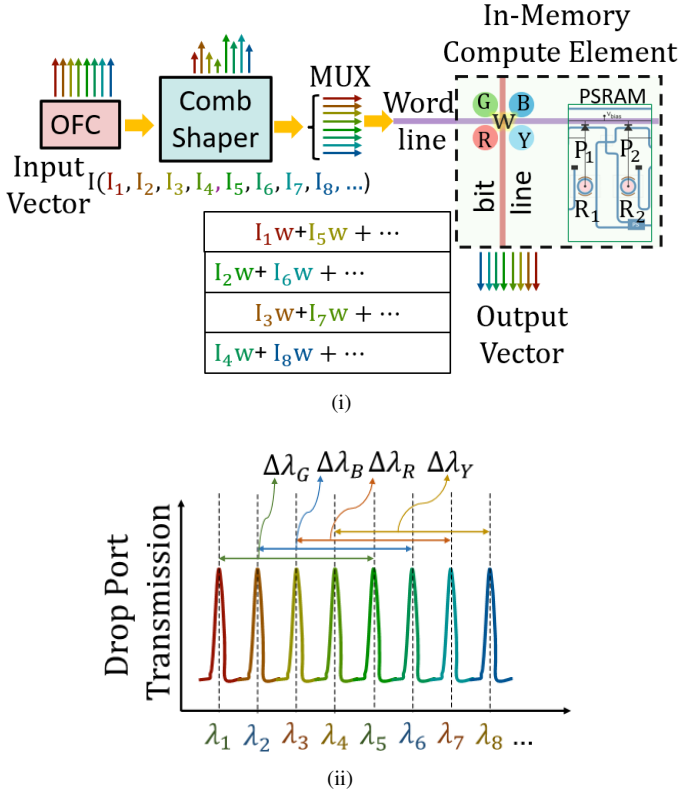 In-Memory
Compute Element
OFC
Comb
Shaper
MUX
Word
line
G B
W
R Y
bit
line
PSRAM
P₁ P₂
R₁ R₂
Input
Vector
I(I₁, I₂, I₃, I₄, I₅, I₆, I₇, I₈, ...)
I₁w+I₅w + ⋯
I₂w+ I₆w + ⋯
I₃w+I₇w + ⋯
I₄w+ I₈w + ⋯
Output
Vector
(i)
Δλ_G Δλ_B Δλ_R Δλ_Y
Drop Port
Transmission
λ₁ λ₂ λ₃ λ₄ λ₅ λ₆ λ₇ λ₈ ...
(ii)